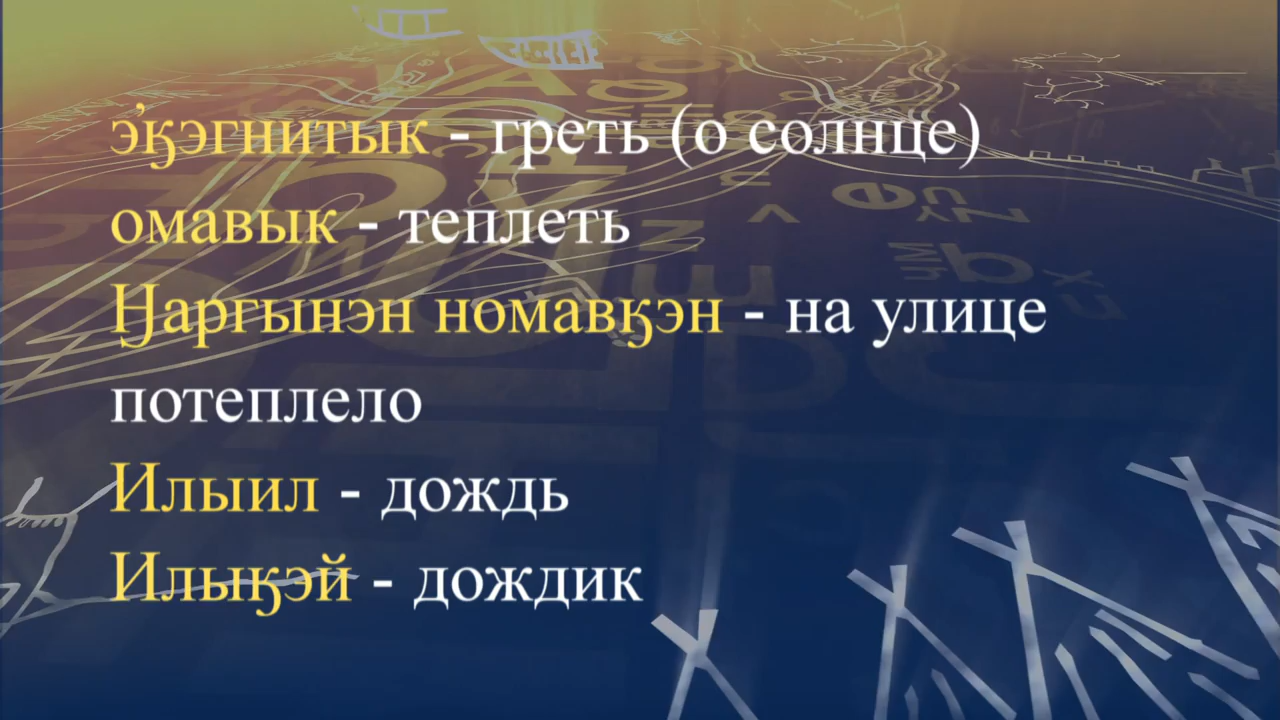 э̓ӄэгнитык - греть (о солнце)
омавык - теплеть
Ӈаргынэн номавӄэн - на улице
потеплело
Илыил - дождь
Илыӄэй - дождик